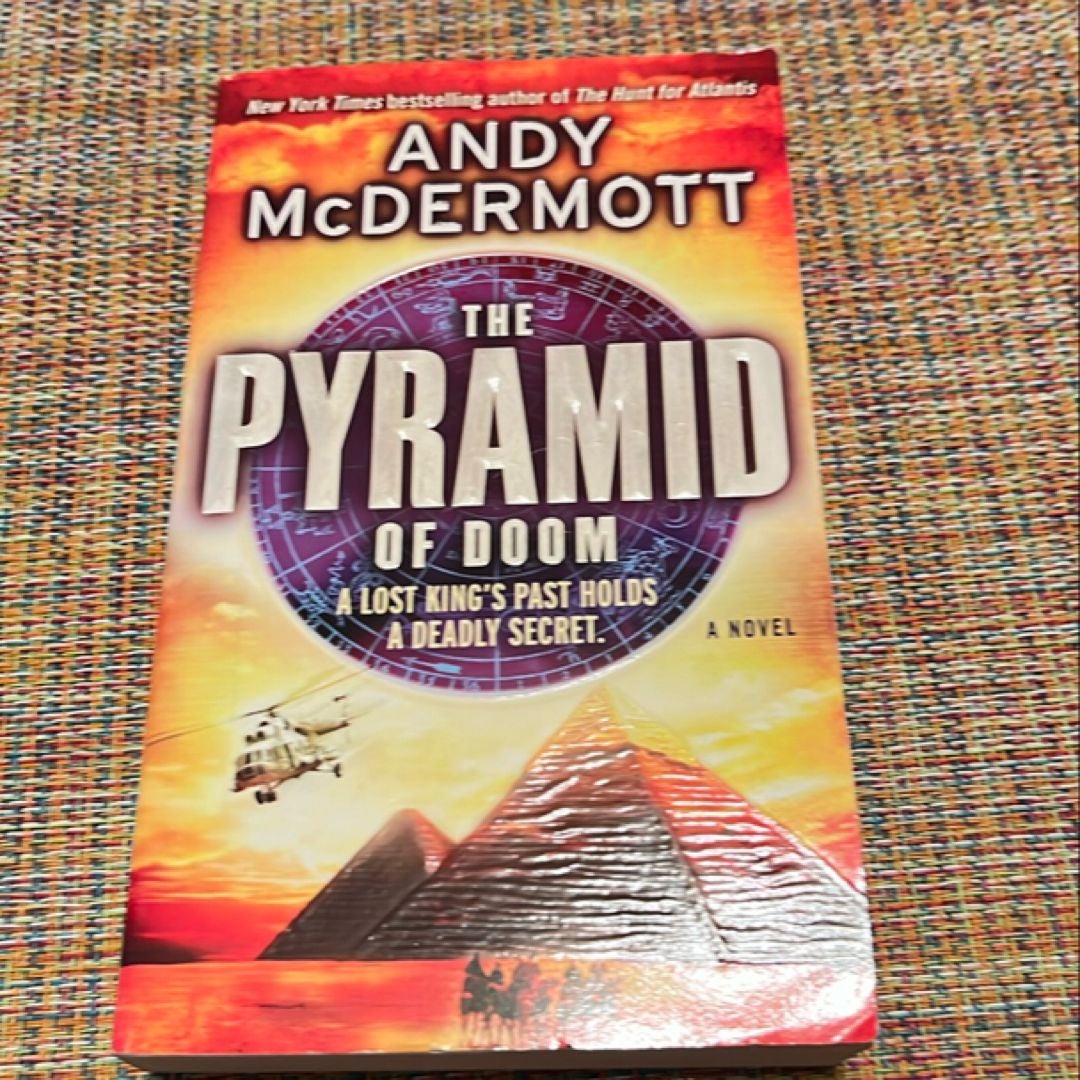 New York Times bestselling author of The Hunt for Atlantis
ANDY
McDERMOTT
THE
PYRAMID
OF DOOM
A LOST KING'S PAST HOLDS
A DEADLY SECRET.
A NOVEL